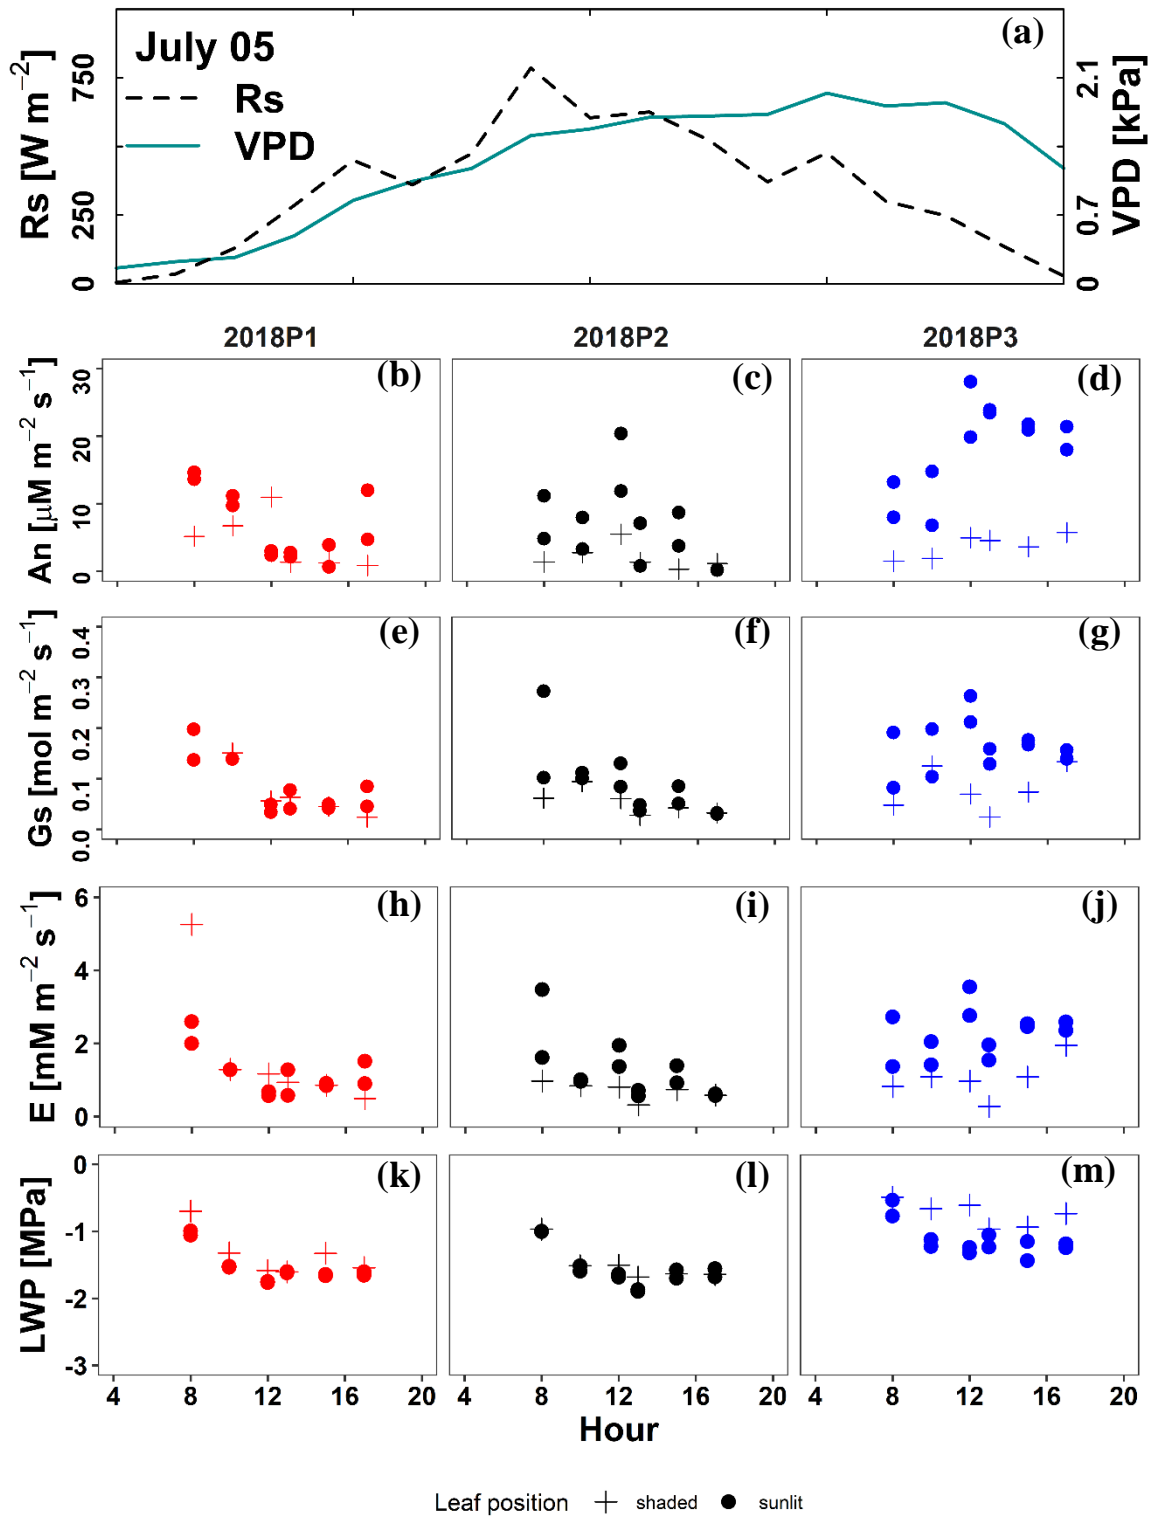 (a)
July 05
Rs
VPD
Rs [W m−2]
0 250 750
VPD [kPa]
0 0.7 2.1
2018P1 2018P2 2018P3
An [μM m−2 s−1]
0 10 20 30
(b) (c) (d)
Gs [mol m−2 s−1]
0.0 0.1 0.2 0.3 0.4
(e) (f) (g)
E [mM m−2 s−1]
6
4
2
0
(h) (i) (j)
LWP [MPa]
0
-1
-2
-3
(k) (l) (m)
4 8 12 16 20 4 8 12 16 20 4 8 12 16 20
Hour
Leaf position shaded sunlit